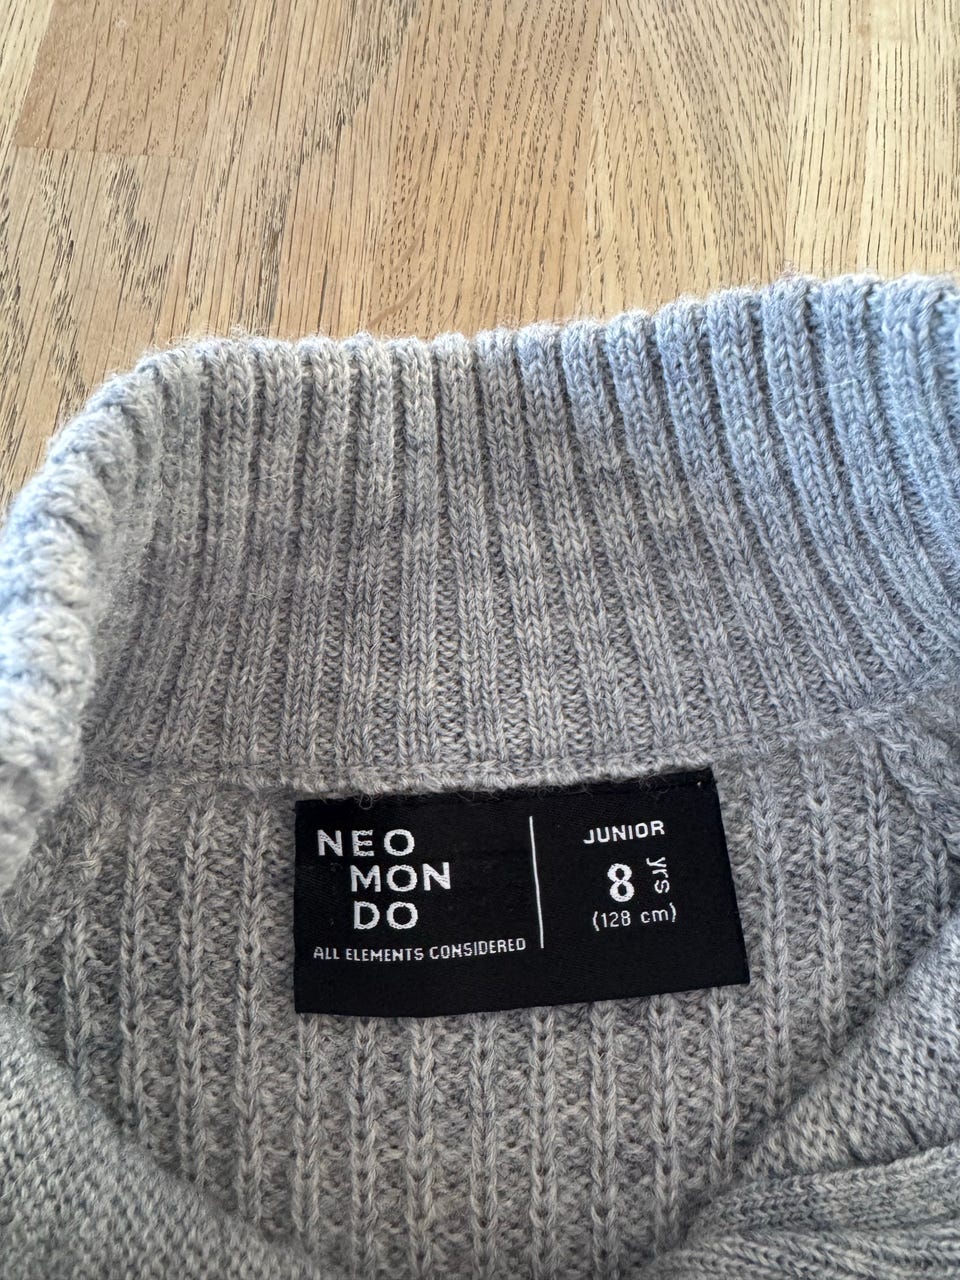 NEO
MON
DO
ALL ELEMENTS CONSIDERED
JUNIOR
8 yrs
(128 cm)